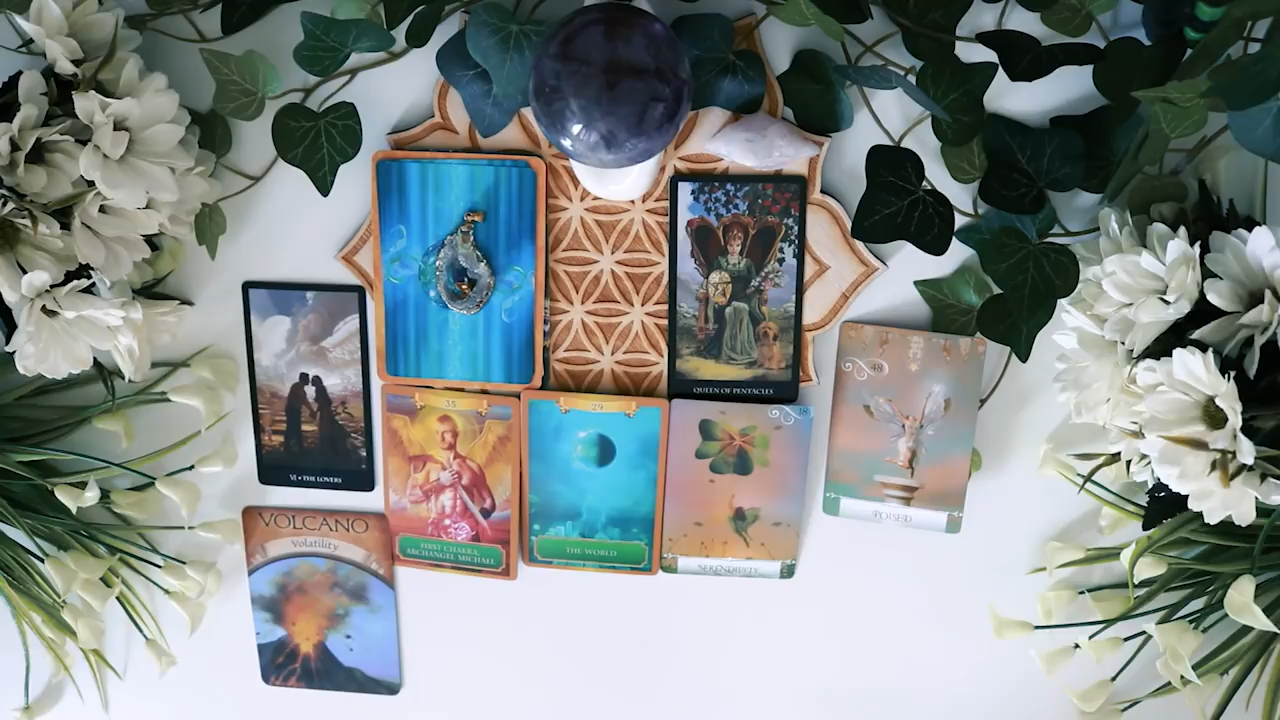 QUEEN OF PENTACLES
VI • THE LOVERS
48
POISED
35
FIRST CHAKRA,
ARCHANGEL MICHAEL
29
THE WORLD
18
SERENDIPITY
VOLCANO
Volatility